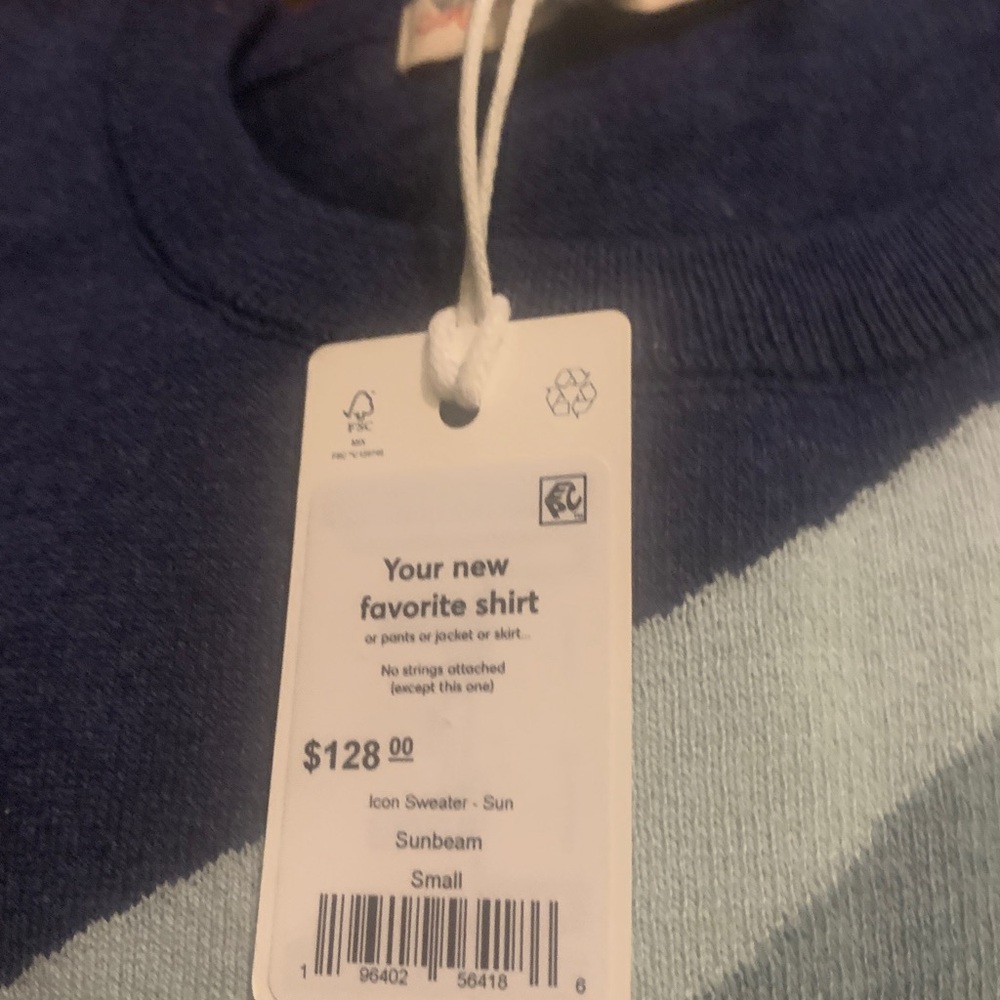 FSC
MIX
Your new
favorite shirt
or pants or jacket or skirt...
No strings attached
(except this one)
$128 00
Icon Sweater - Sun
Sunbeam
Small
1 96402 56418 6